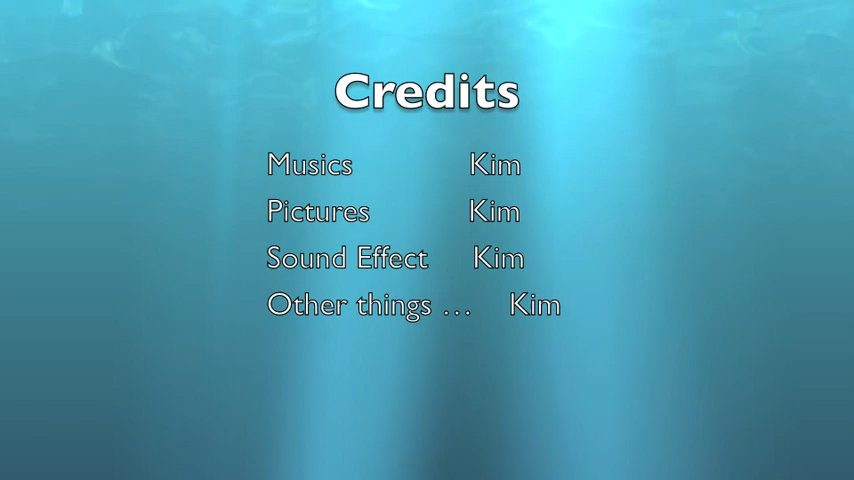 Credits
Musics Kim
Pictures Kim
Sound Effect Kim
Other things ... Kim